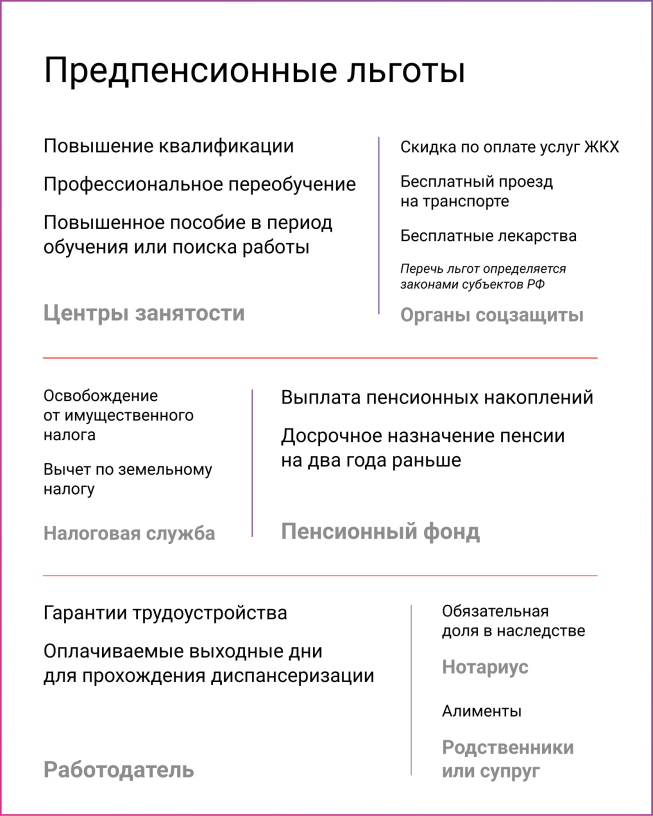 Предпенсионные льготы
Повышение квалификации
Профессиональное переобучение
Повышенное пособие в период
обучения или поиска работы
Центры занятости
Скидка по оплате услуг ЖКХ
Бесплатный проезд
на транспорте
Бесплатные лекарства
Перечь льгот определяется
законами субъектов РФ
Органы соцзащиты
Освобождение
от имущественного
налога
Вычет по земельному
налогу
Налоговая служба
Выплата пенсионных накоплений
Досрочное назначение пенсии
на два года раньше
Пенсионный фонд
Гарантии трудоустройства
Оплачиваемые выходные дни
для прохождения диспансеризации
Работодатель
Обязательная
доля в наследстве
Нотариус
Алименты
Родственники
или супруг